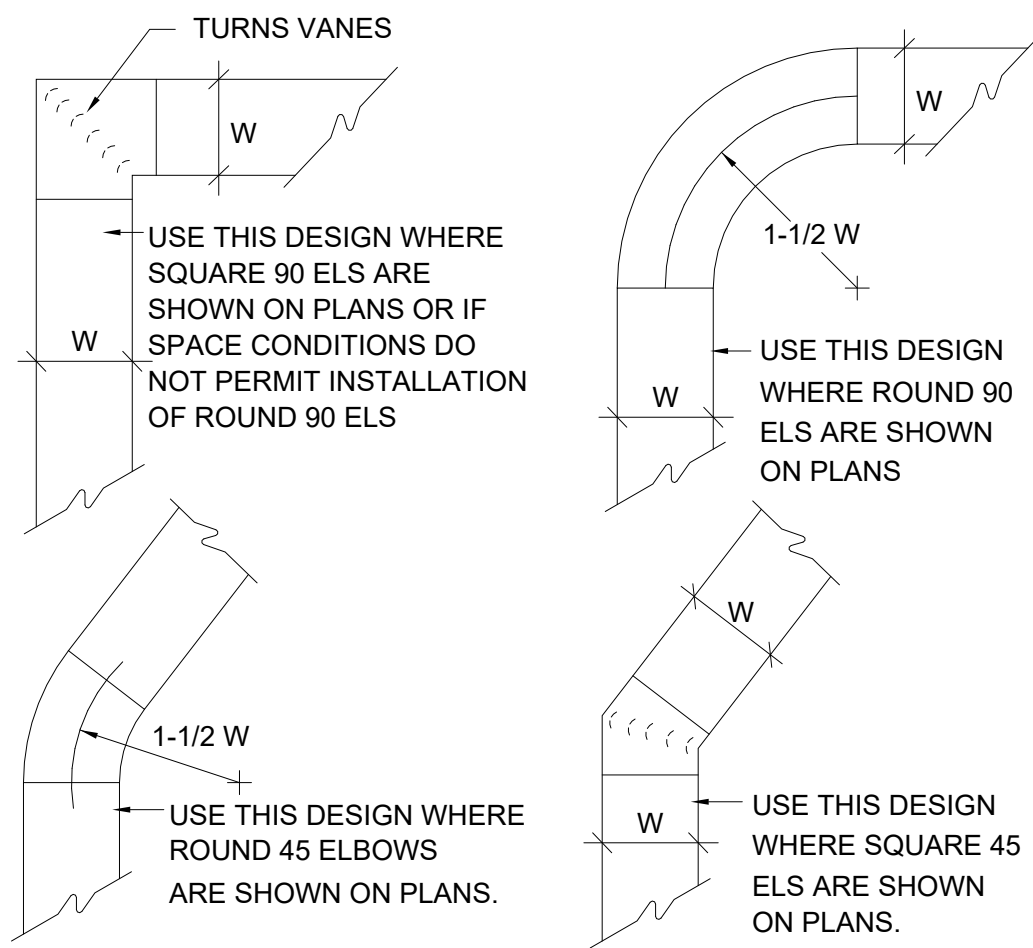 TURNS VANES
W
USE THIS DESIGN WHERE
SQUARE 90 ELS ARE
SHOWN ON PLANS OR IF
SPACE CONDITIONS DO
NOT PERMIT INSTALLATION
OF ROUND 90 ELS
W
W
1-1/2 W
USE THIS DESIGN
WHERE ROUND 90
ELS ARE SHOWN
ON PLANS
W
1-1/2 W
USE THIS DESIGN WHERE
ROUND 45 ELBOWS
ARE SHOWN ON PLANS.
W
W
USE THIS DESIGN
WHERE SQUARE 45
ELS ARE SHOWN
ON PLANS.